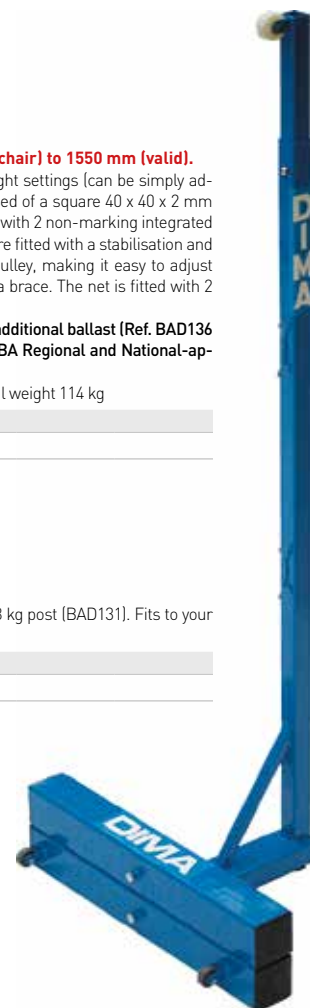 chair) to 1550 mm (valid).
ght settings (can be simply ad-
ed of a square 40 x 40 x 2 mm
with 2 non-marking integrated
re fitted with a stabilisation and
ulley, making it easy to adjust
a brace. The net is fitted with 2
additional ballast (Ref. BAD136
BA Regional and National-ap-
l weight 114 kg
kg post (BAD131). Fits to your
DIMA
DIMA